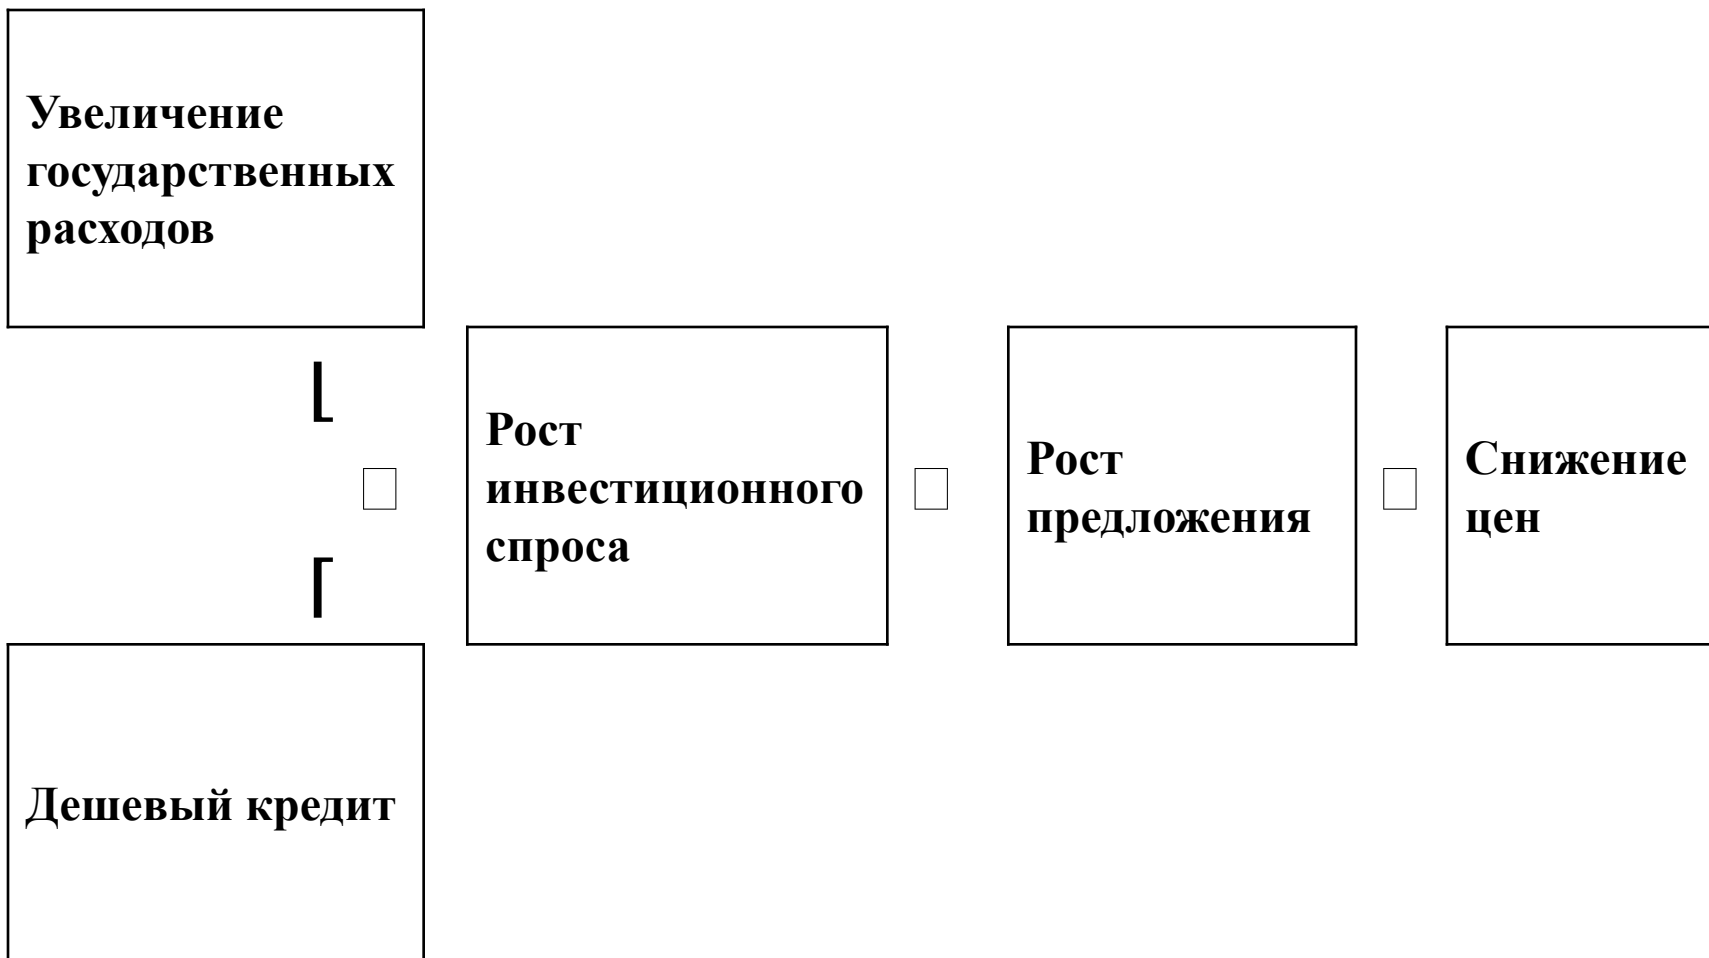 Увеличение
государственных
расходов
Рост
инвестиционного
спроса
Рост
предложения
Снижение
цен
Дешевый кредит